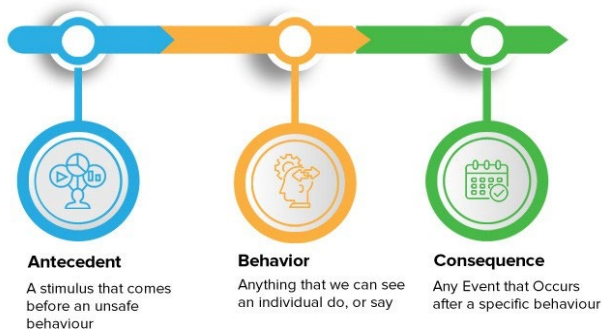 Antecedent
A stimulus that comes
before an unsafe
behaviour
Behavior
Anything that we can see
an individual do, or say
Consequence
Any Event that Occurs
after a specific behaviour